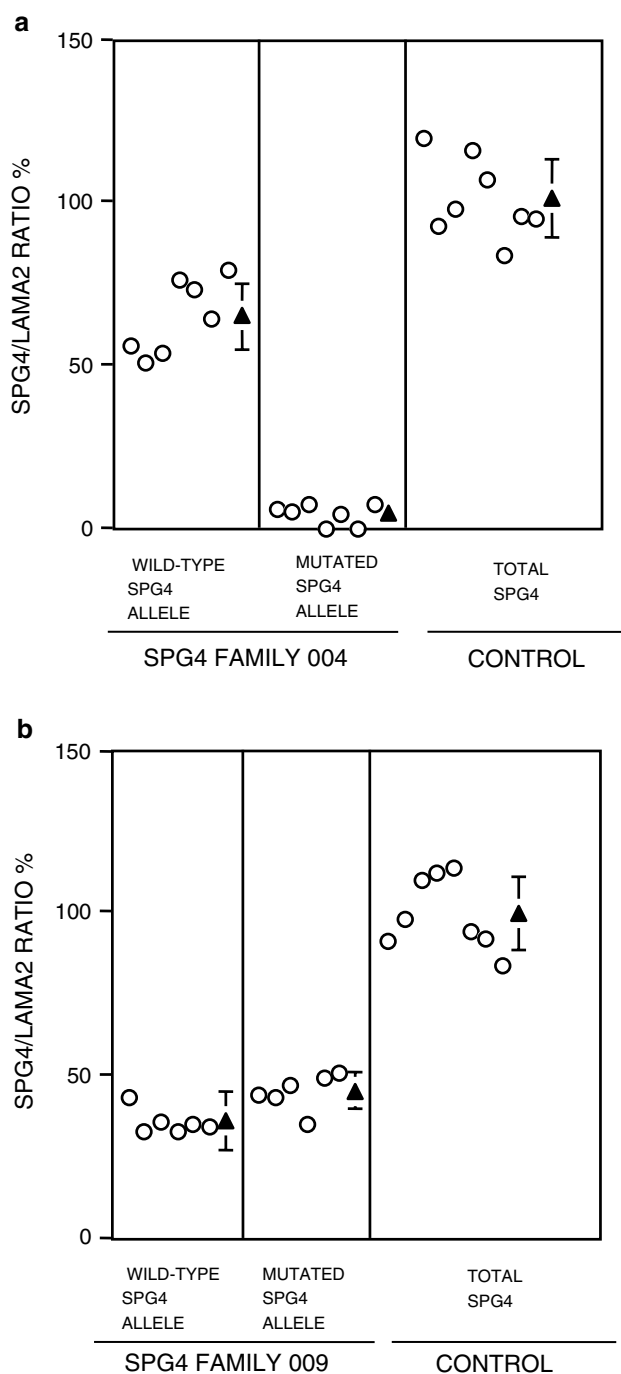 a
150
100
50
0
SPG4/LAMA2 RATIO %
WILD-TYPE
SPG4
ALLELE
MUTATED
SPG4
ALLELE
TOTAL
SPG4
SPG4 FAMILY 004
CONTROL
b
150
100
50
0
SPG4/LAMA2 RATIO %
WILD-TYPE
SPG4
ALLELE
MUTATED
SPG4
ALLELE
TOTAL
SPG4
SPG4 FAMILY 009
CONTROL